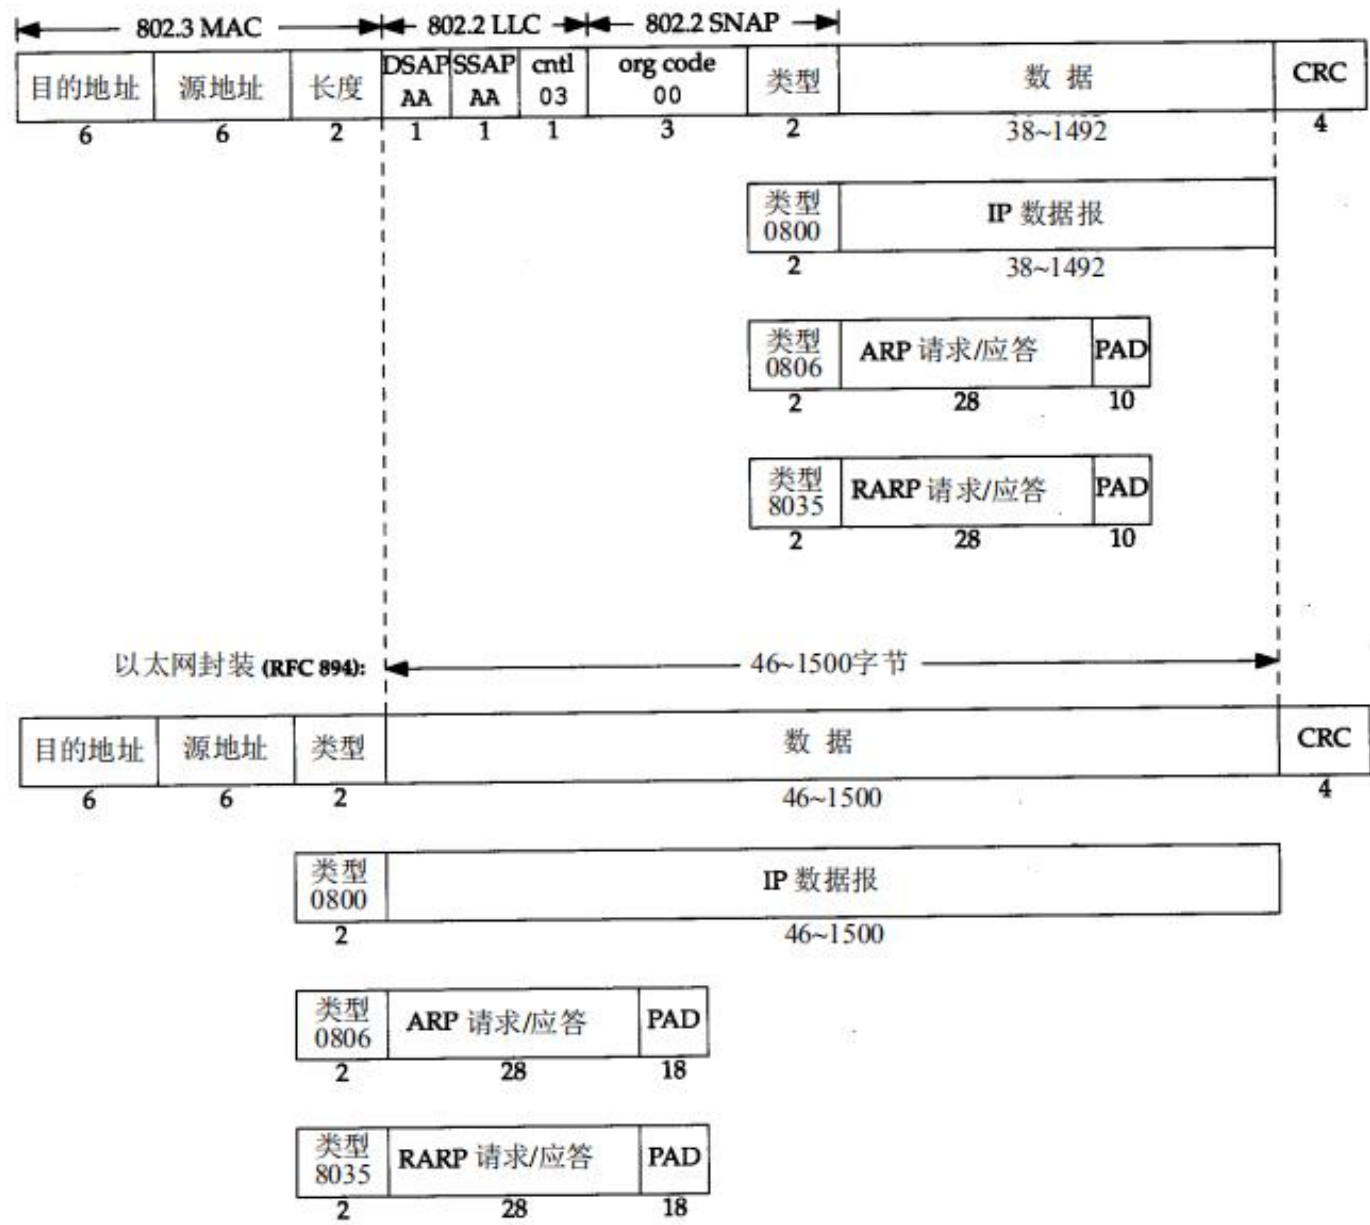 802.3 MAC 802.2 LLC 802.2 SNAP
目的地址 源地址 长度 DSAP AA SSAP AA cntl 03 org code 00 类型 数 据 CRC
6 6 2 1 1 1 3 2 38~1492 4
类型 0800 IP 数据报
2 38~1492
类型 0806 ARP 请求/应答 PAD
2 28 10
类型 8035 RARP 请求/应答 PAD
2 28 10
以太网封装 (RFC 894): 46~1500字节
目的地址 源地址 类型 数 据 CRC
6 6 2 46~1500 4
类型 0800 IP 数据报
2 46~1500
类型 0806 ARP 请求/应答 PAD
2 28 18
类型 8035 RARP 请求/应答 PAD
2 28 18